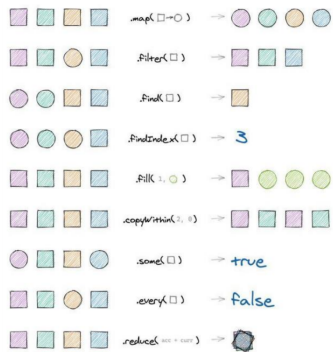 .map(□→○) →
.filter(□) →
.find(□) →
.findIndex(□) → 3
.fill(1, ○) →
.copyWithin(2, 0) →
.some(□) → true
.every(□) → false
.reduce(acc + curr) →